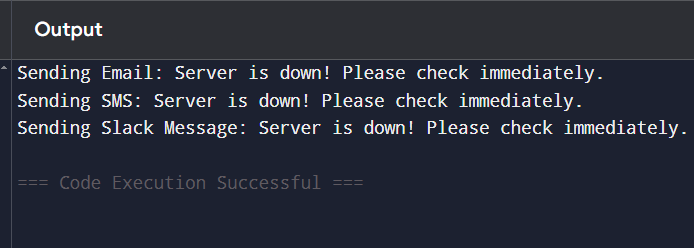 Output
Sending Email: Server is down! Please check immediately.
Sending SMS: Server is down! Please check immediately.
Sending Slack Message: Server is down! Please check immediately.
=== Code Execution Successful ===